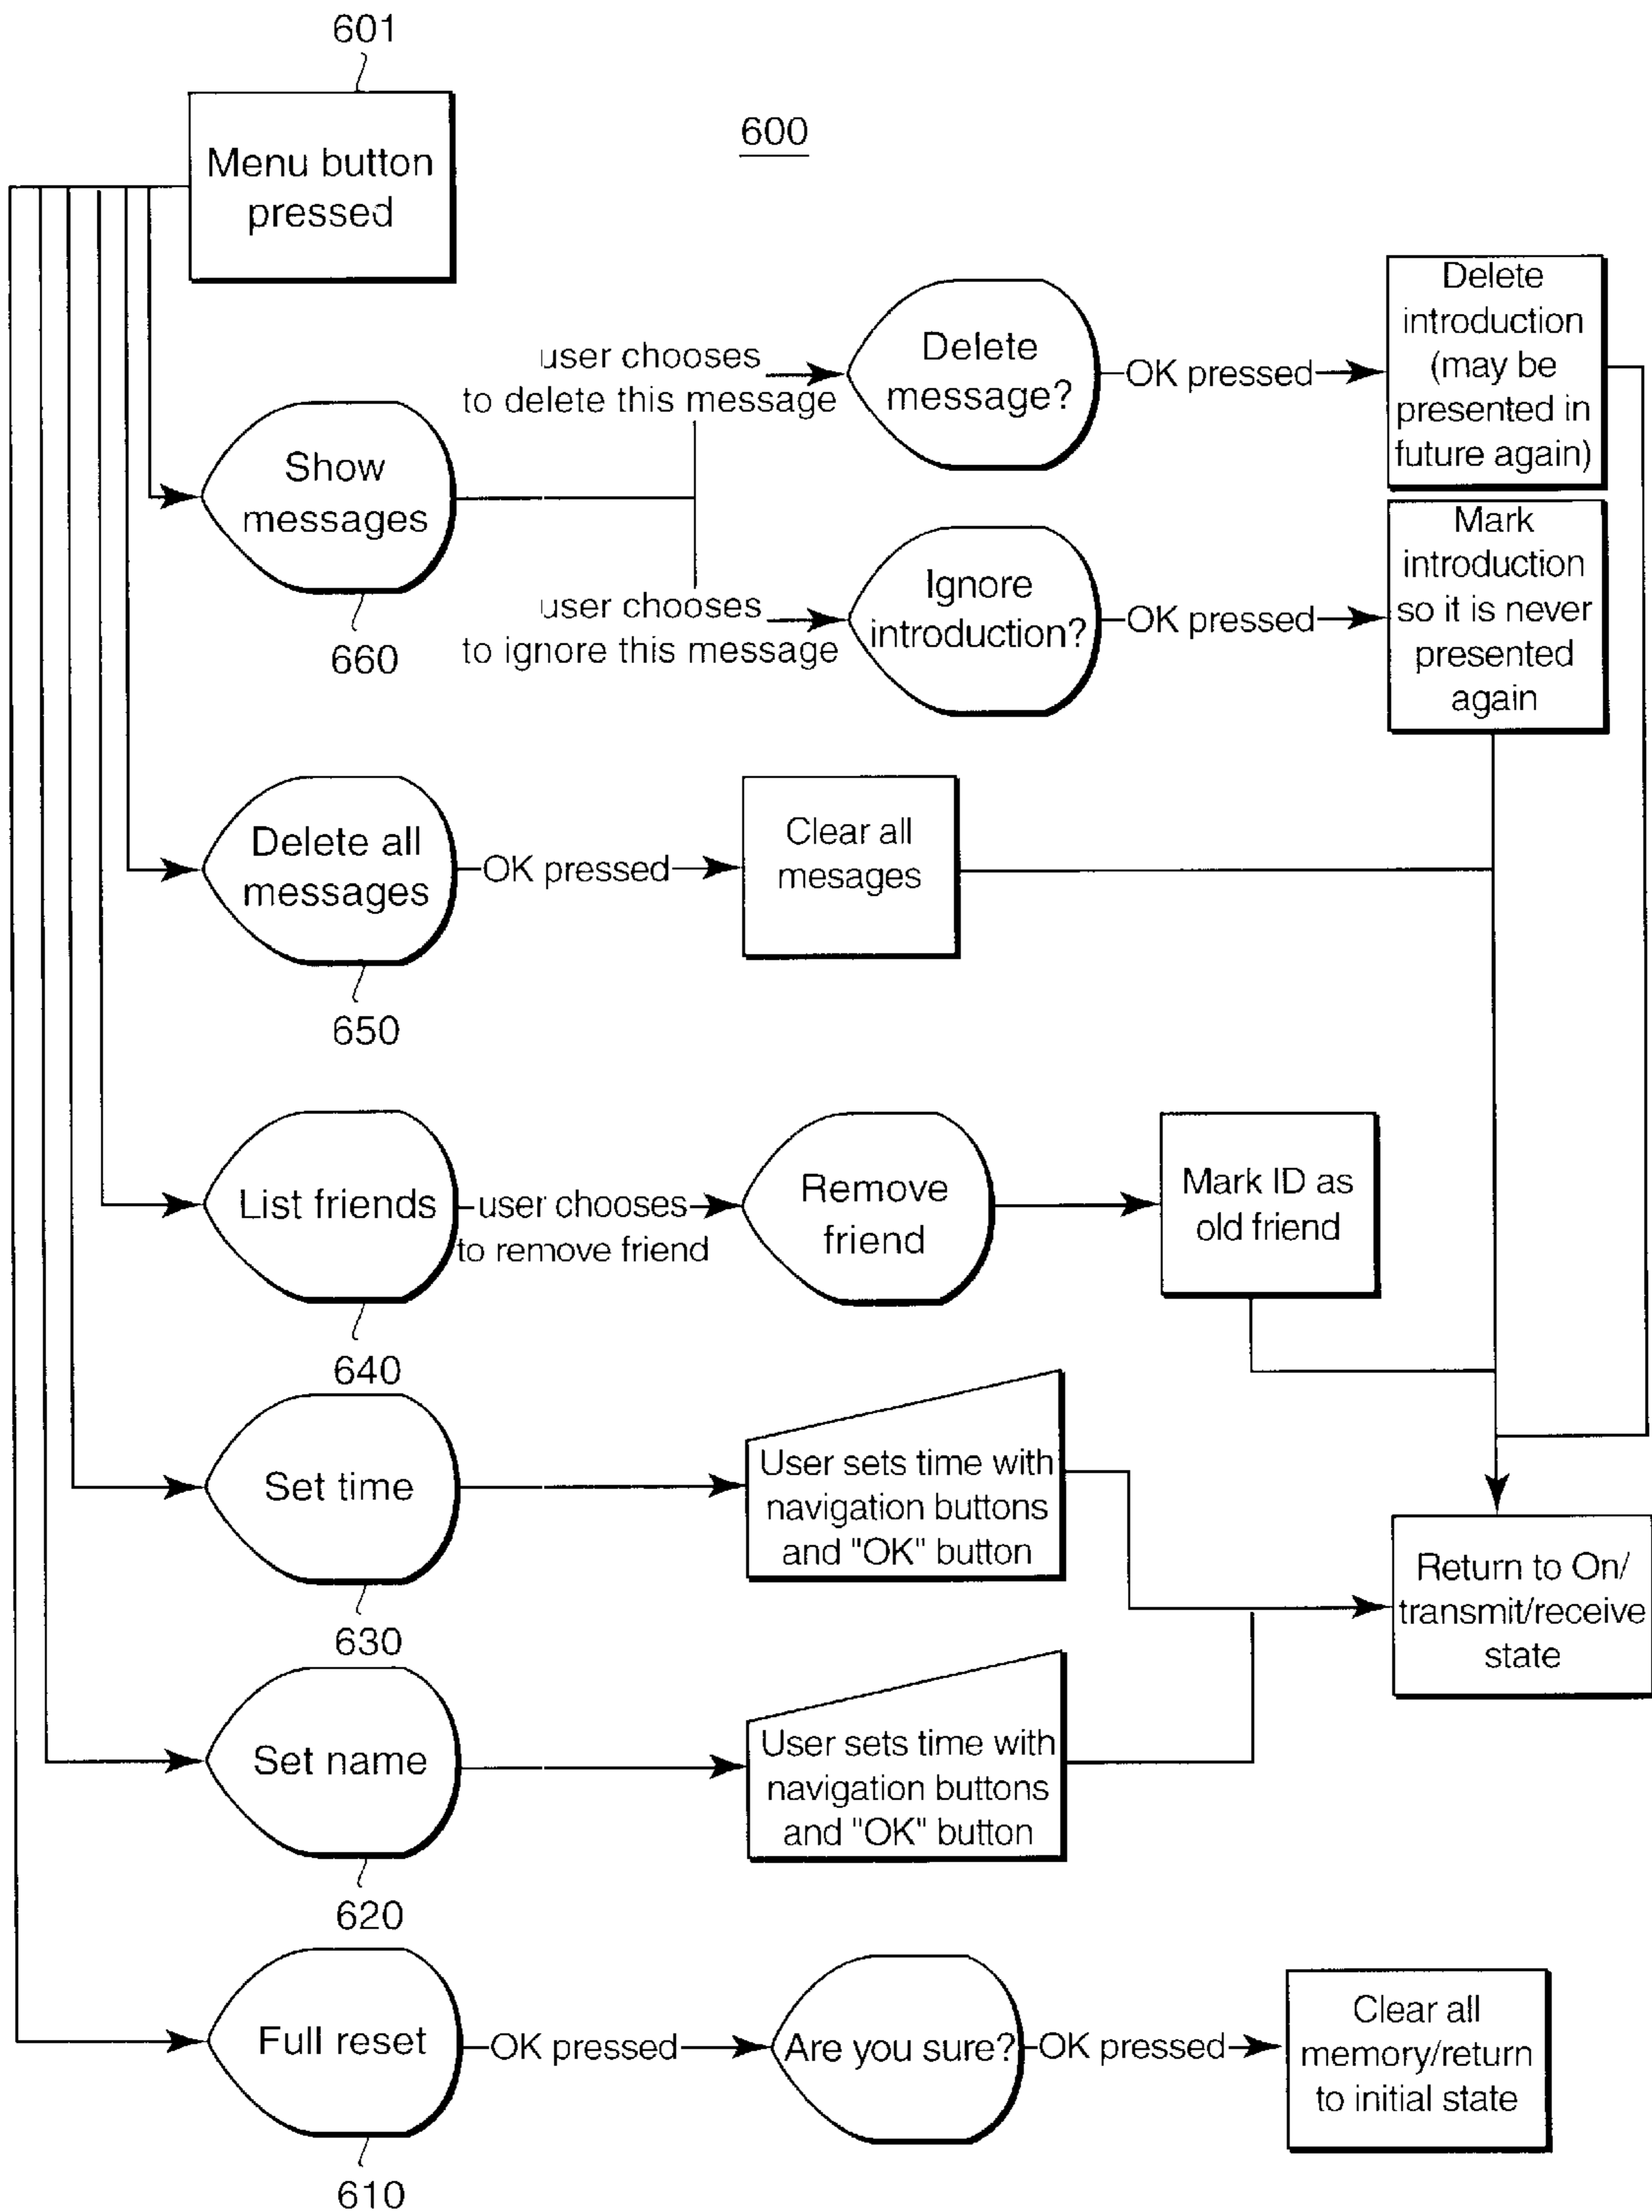 601
Menu button
pressed
600
user chooses
to delete this message
Delete
message?
OK pressed
Delete
introduction
(may be
presented in
future again)
Show
messages
660
user chooses
to ignore this message
Ignore
introduction?
OK pressed
Mark
introduction
so it is never
presented
again
Delete all
messages
650
OK pressed
Clear all
mesages
List friends
640
user chooses
to remove friend
Remove
friend
Mark ID as
old friend
Set time
630
User sets time with
navigation buttons
and "OK" button
Return to On/
transmit/receive
state
Set name
620
User sets time with
navigation buttons
and "OK" button
Full reset
610
OK pressed
Are you sure?
OK pressed
Clear all
memory/return
to initial state